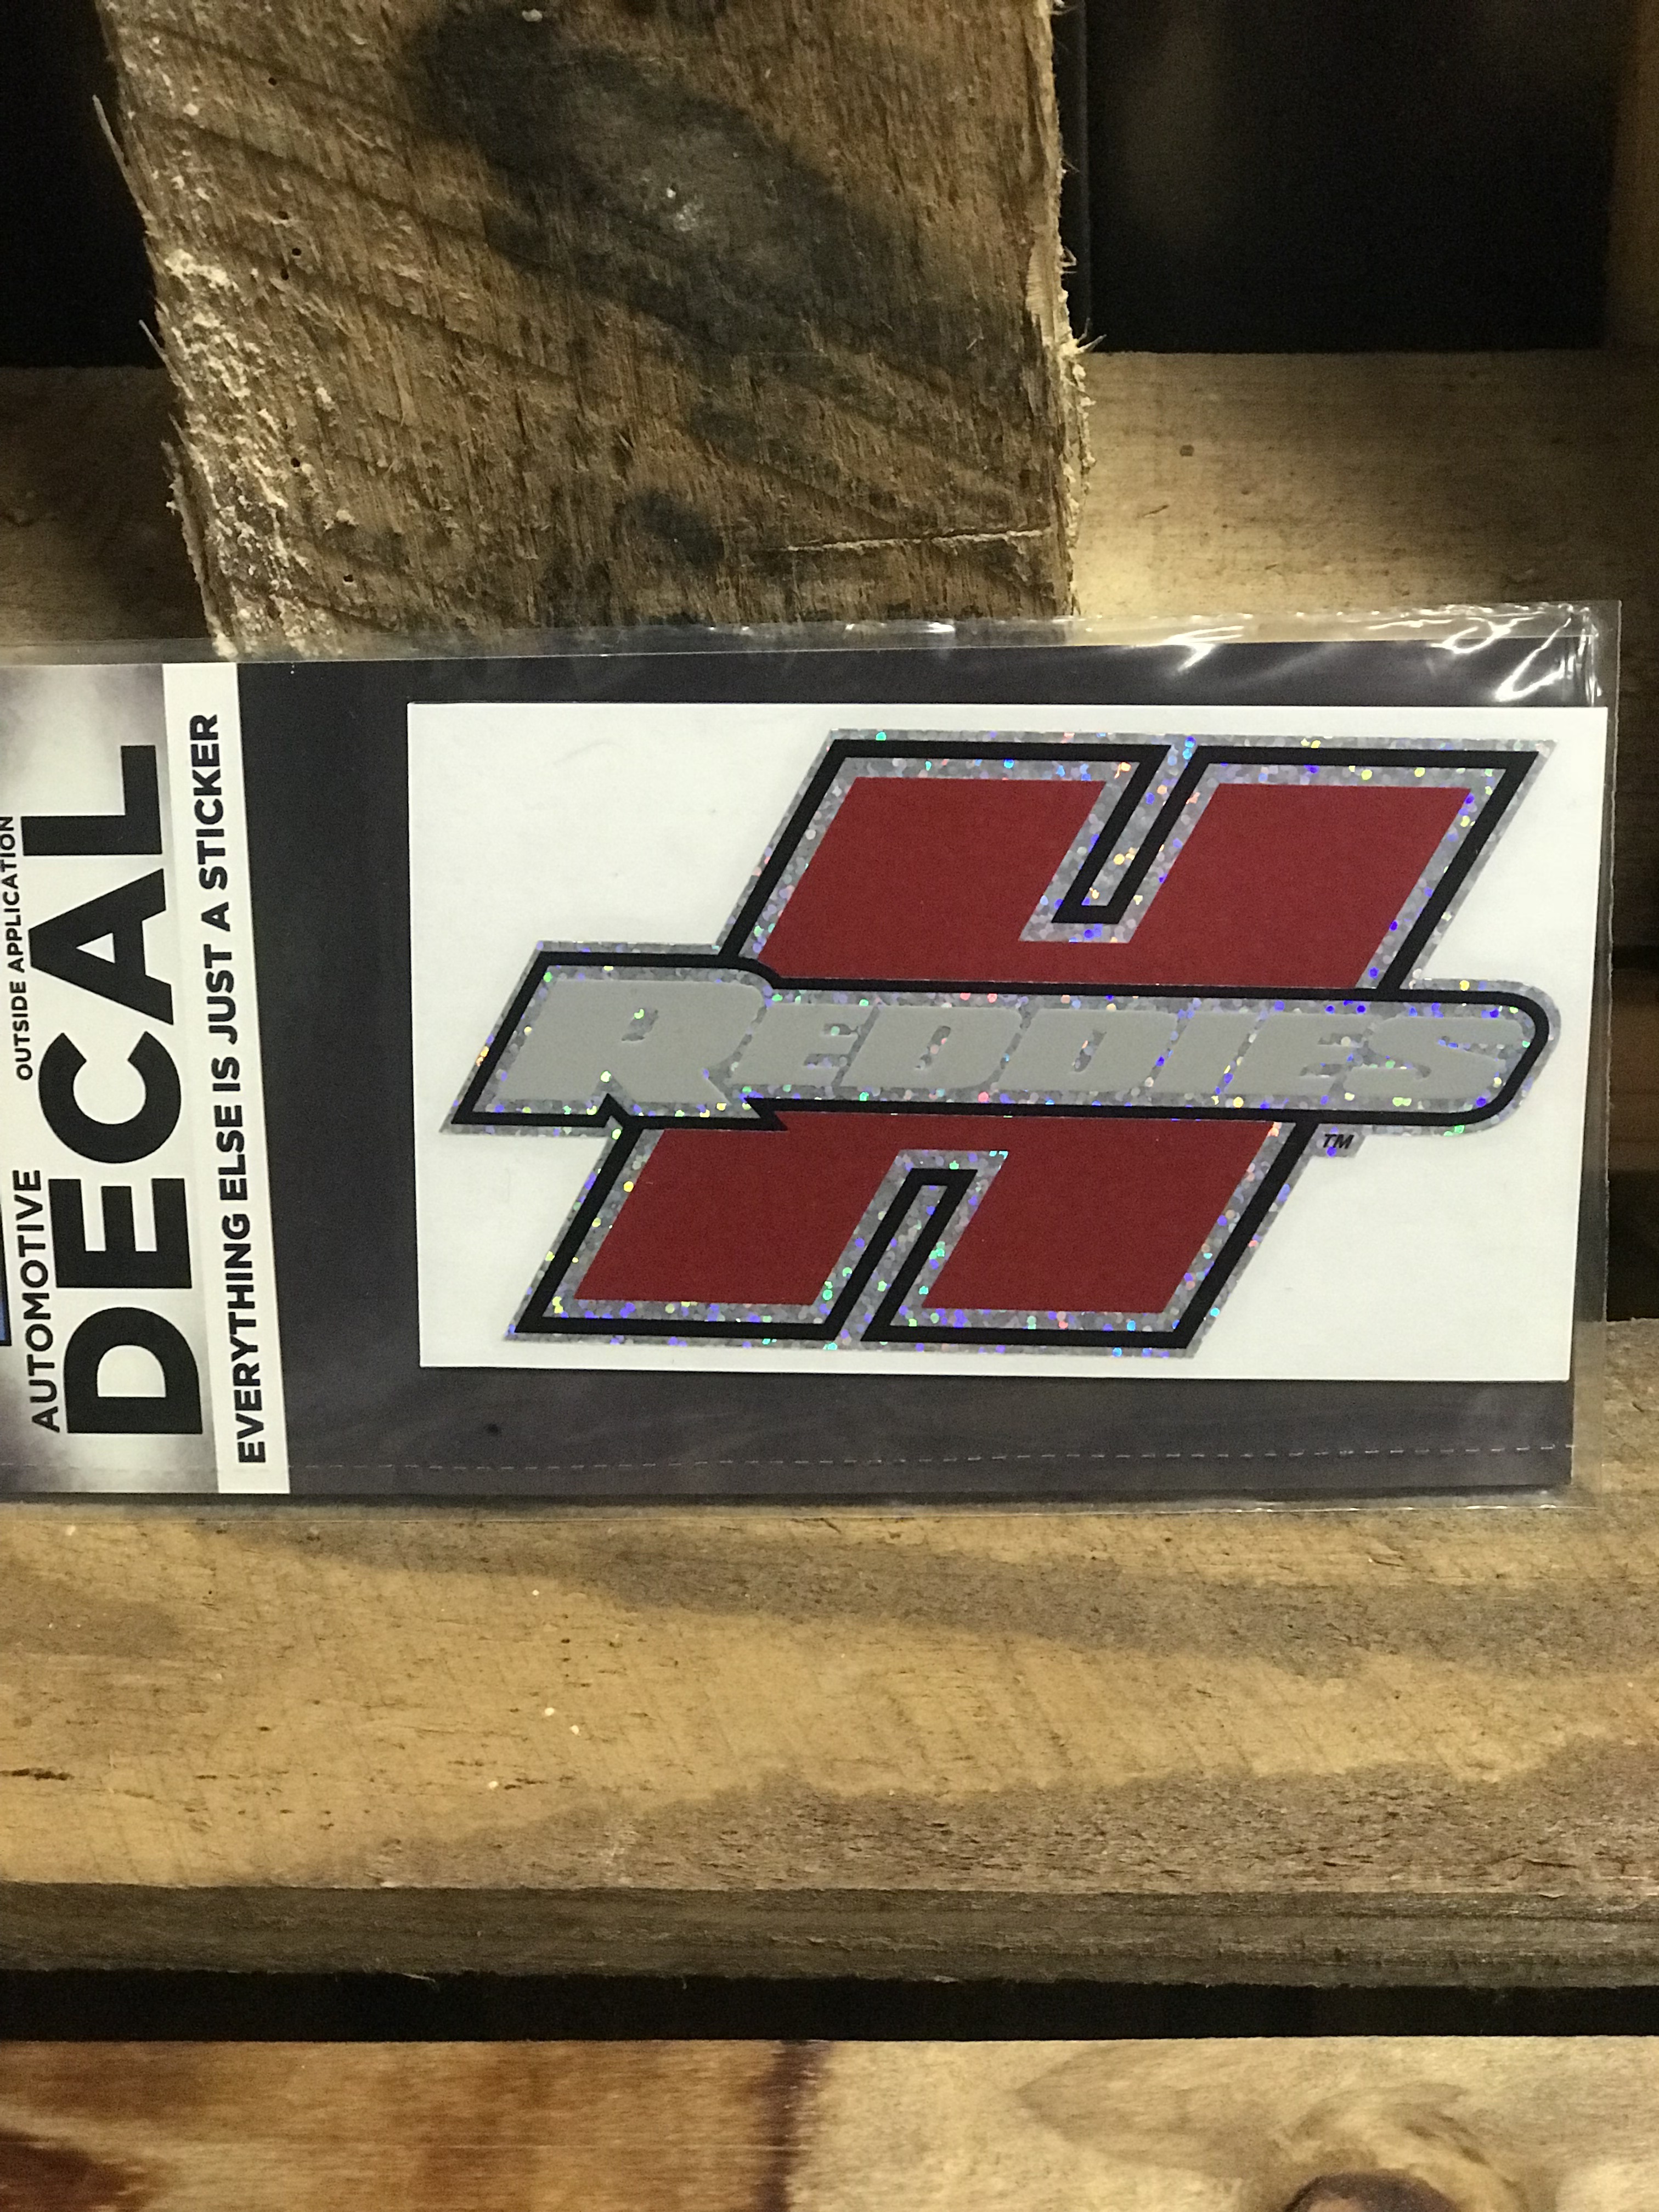 AUTOMOTIVE OUTSIDE APPLICATION
DECAL
EVERYTHING ELSE IS JUST A STICKER
H
REDDIES
TM